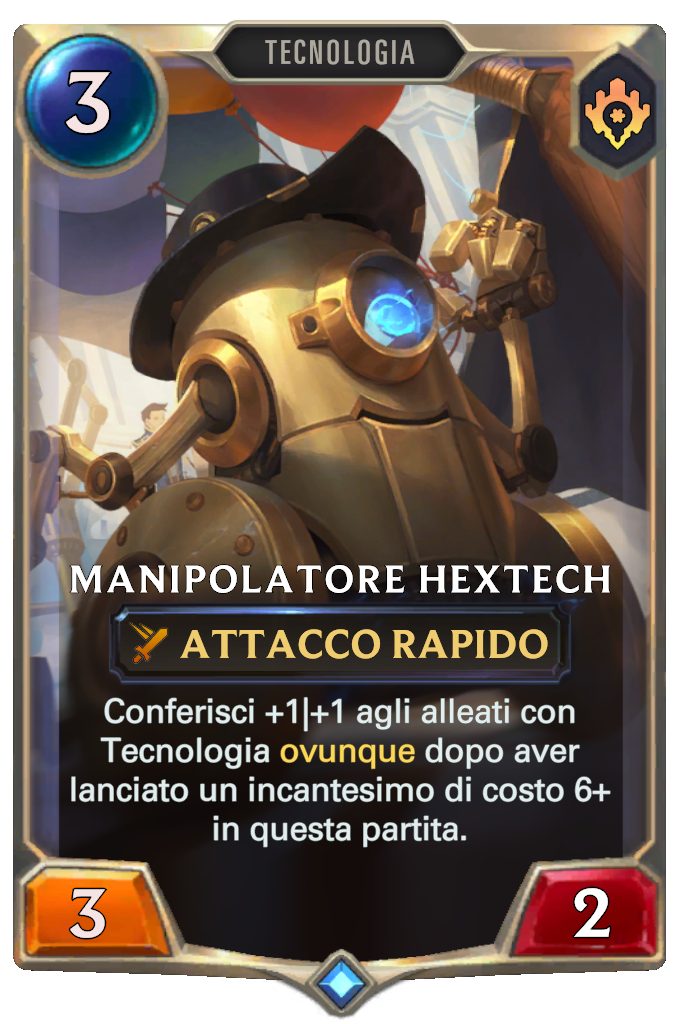 TECNOLOGIA
3
MANIPOLATORE HEXTECH
ATTACCO RAPIDO
Conferisci +1|+1 agli alleati con
Tecnologia ovunque dopo aver
lanciato un incantesimo di costo 6+
in questa partita.
3
2